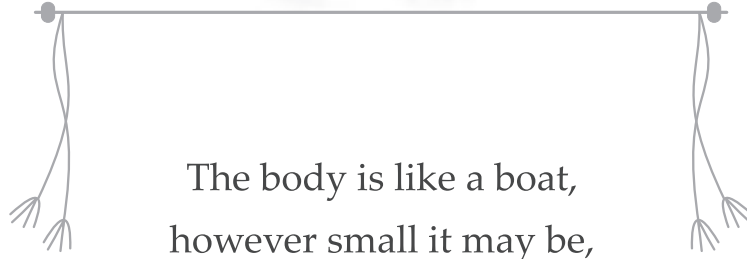 The body is like a boat,
however small it may be,